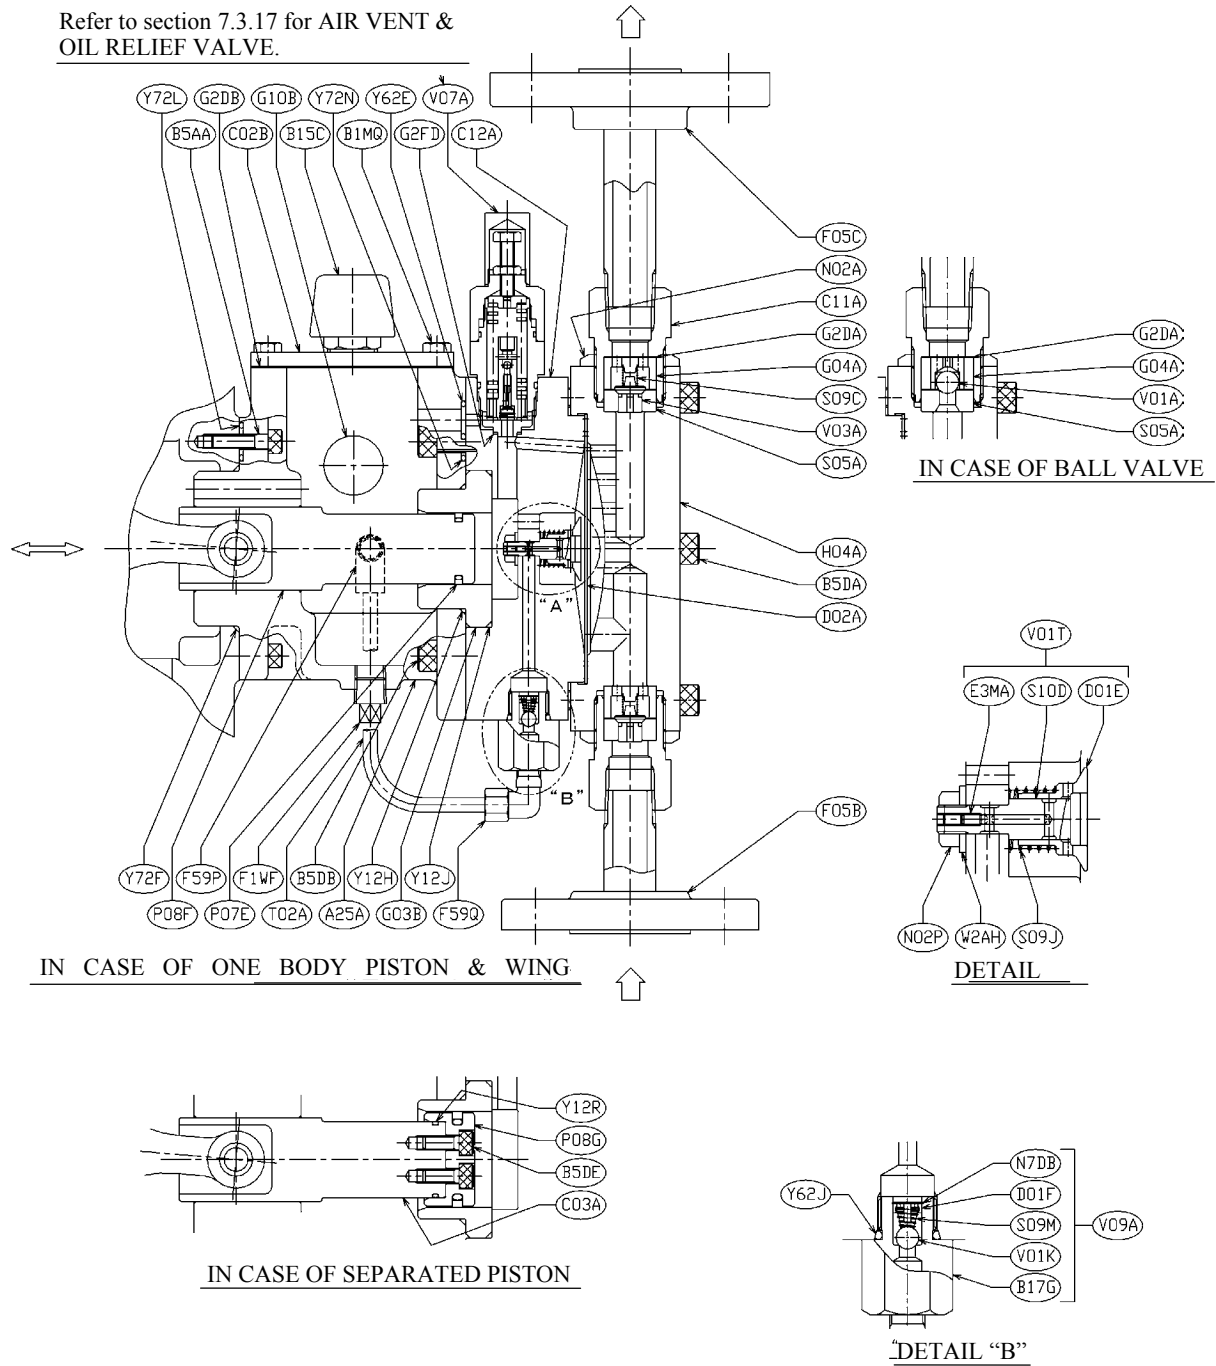 Refer to section 7.3.17 for AIR VENT &
OIL RELIEF VALVE.
Y72L G2DB G10B Y72N Y62E V07A
B5AA C02B B15C B1MQ G2FD C12A
F05C
N02A
C11A
G2DA
G04A
S09C
V03A
S05A
H04A
B5DA
D02A
F05B
G2DA
G04A
V01A
S05A
IN CASE OF BALL VALVE
"A"
"B"
V01T
E3MA S10D D01E
N02P W2AH S09J
DETAIL
Y72F F59P F1WF B5DB Y12H Y12J
P08F P07E T02A A25A G03B F59Q
IN CASE OF ONE BODY PISTON & WING
Y12R
P08G
B5DE
C03A
IN CASE OF SEPARATED PISTON
Y62J
N7DB
D01F
S09M
V01K
B17G
V09A
"DETAIL “B”